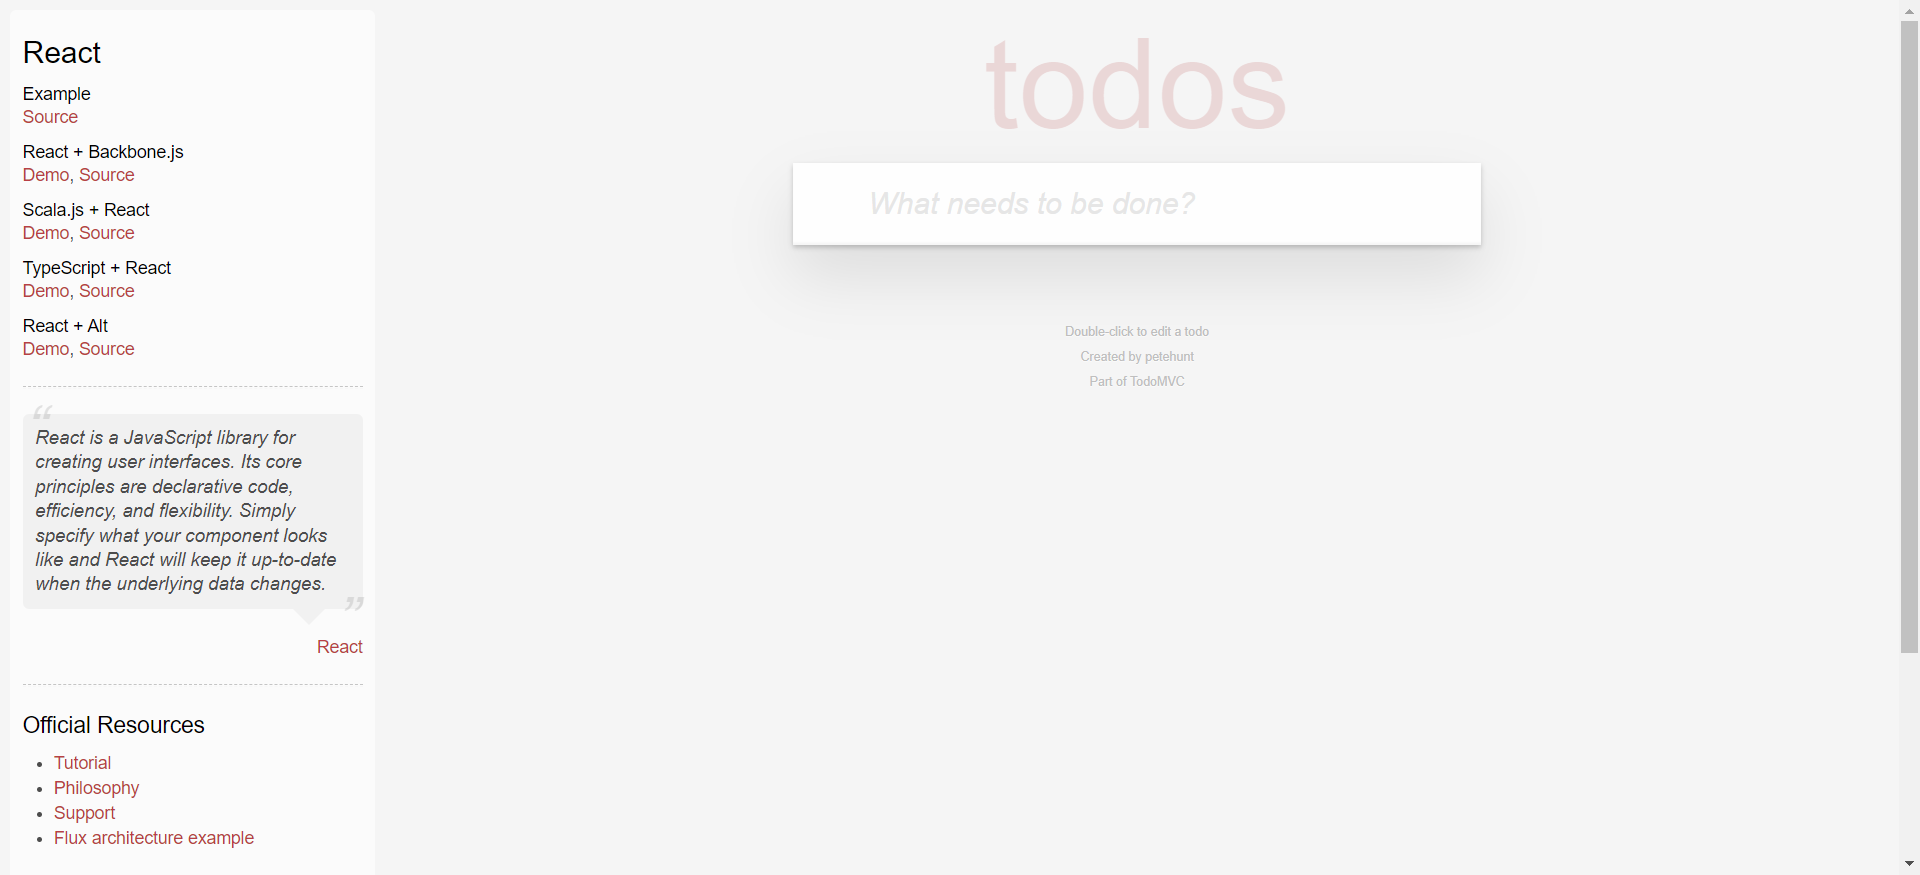 React
Example
Source
React + Backbone.js
Demo, Source
Scala.js + React
Demo, Source
TypeScript + React
Demo, Source
React + Alt
Demo, Source
“
React is a JavaScript library for
creating user interfaces. Its core
principles are declarative code,
efficiency, and flexibility. Simply
specify what your component looks
like and React will keep it up-to-date
when the underlying data changes.
”
React
Official Resources
• Tutorial
• Philosophy
• Support
• Flux architecture example
todos
What needs to be done?
Double-click to edit a todo
Created by petehunt
Part of TodoMVC